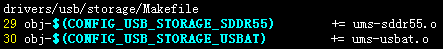 drivers/usb/storage/Makefile
29 obj-$(CONFIG_USB_STORAGE_SDDR55) += ums-sddr55.o
30 obj-$(CONFIG_USB_STORAGE_USBAT) += ums-usbat.o